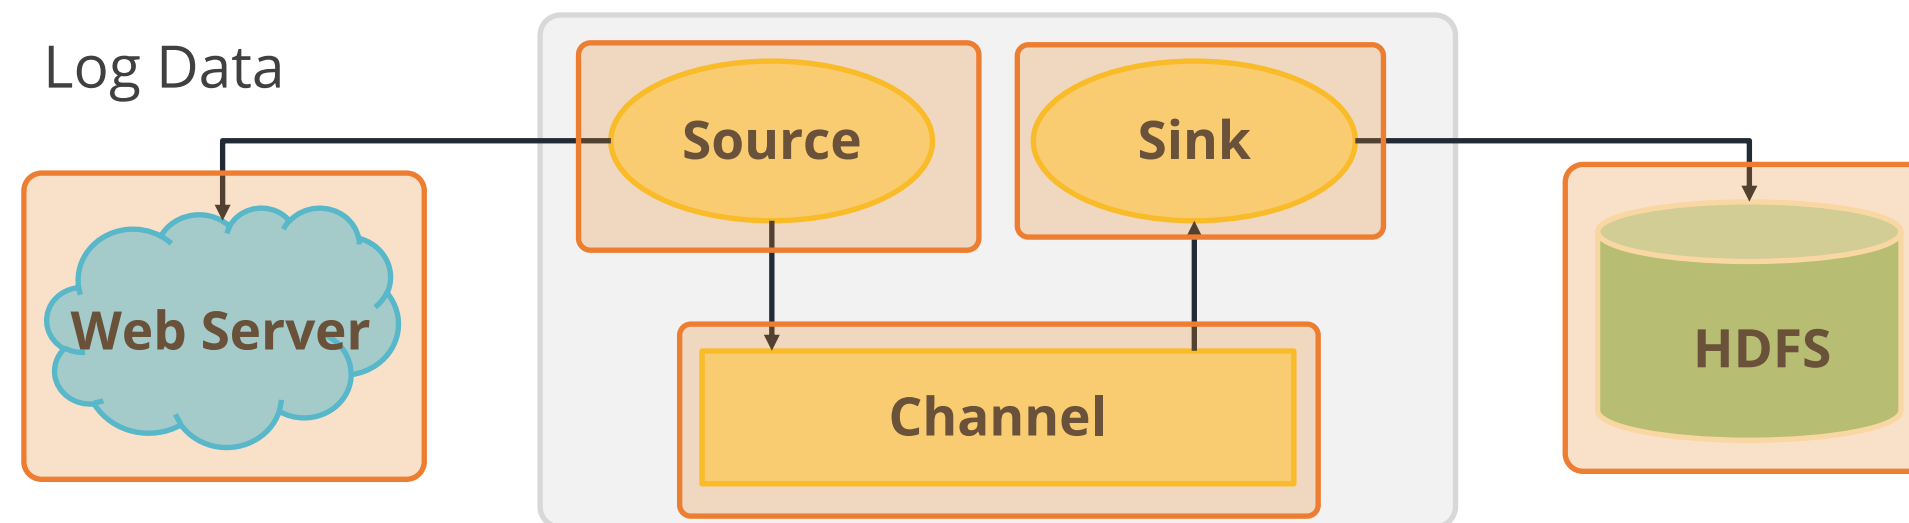 Log Data
Source
Sink
Web Server
HDFS
Channel